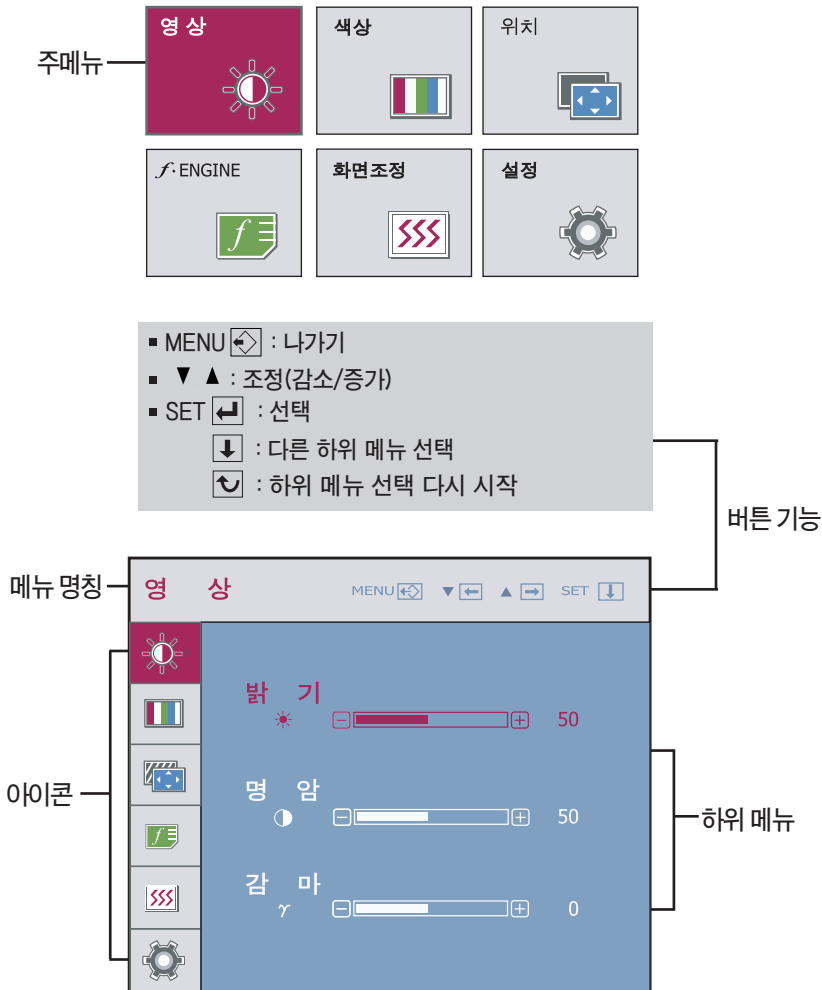 영 상
색상
위치
주메뉴
f·ENGINE
화면조정
설정
MENU : 나가기
▼ ▲ : 조정(감소/증가)
SET : 선택
: 다른 하위 메뉴 선택
: 하위 메뉴 선택 다시 시작
버튼 기능
메뉴 명칭
영 상
MENU ▼ ▲ SET
밝 기
50
아이콘
명 암
50
하위 메뉴
감 마
γ
0